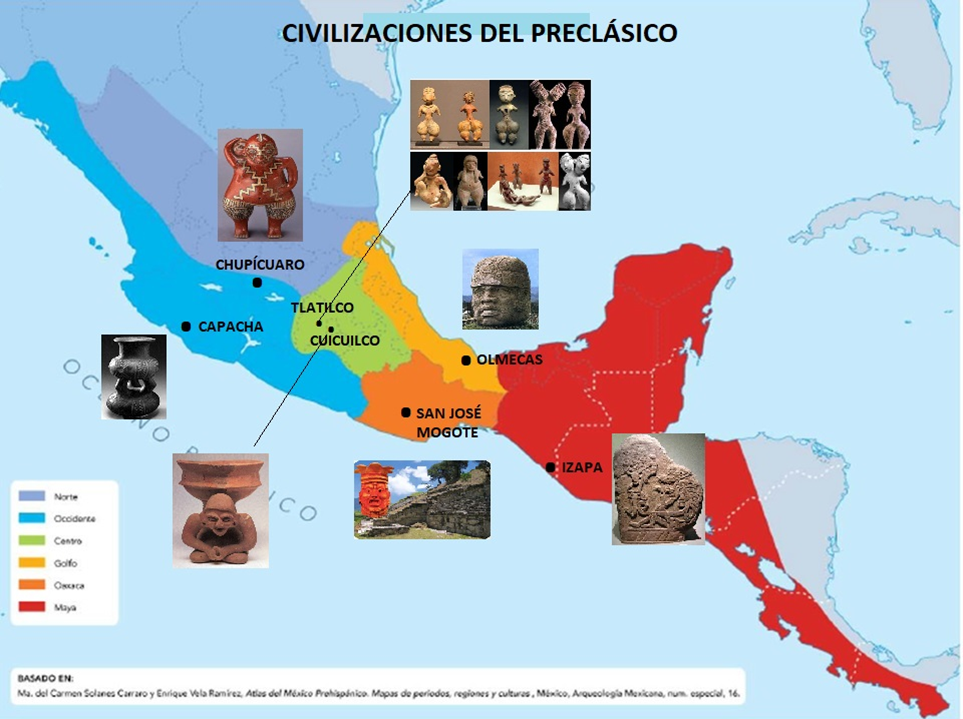 CIVILIZACIONES DEL PRECLÁSICO
CHUPÍCUARO
TLATILCO
CAPACHA
CUICUILCO
OLMECAS
SAN JOSÉ
MOGOTE
IZAPA
OCÉANO PACÍFICO
Norte
Occidente
Centro
Golfo
Oaxaca
Maya
BASADO EN:
Ma. del Carmen Solanes Carraro y Enrique Vela Ramírez, Atlas del México Prehispánico. Mapas de periodos, regiones y culturas , México, Arqueología Mexicana, num. especial, 16.